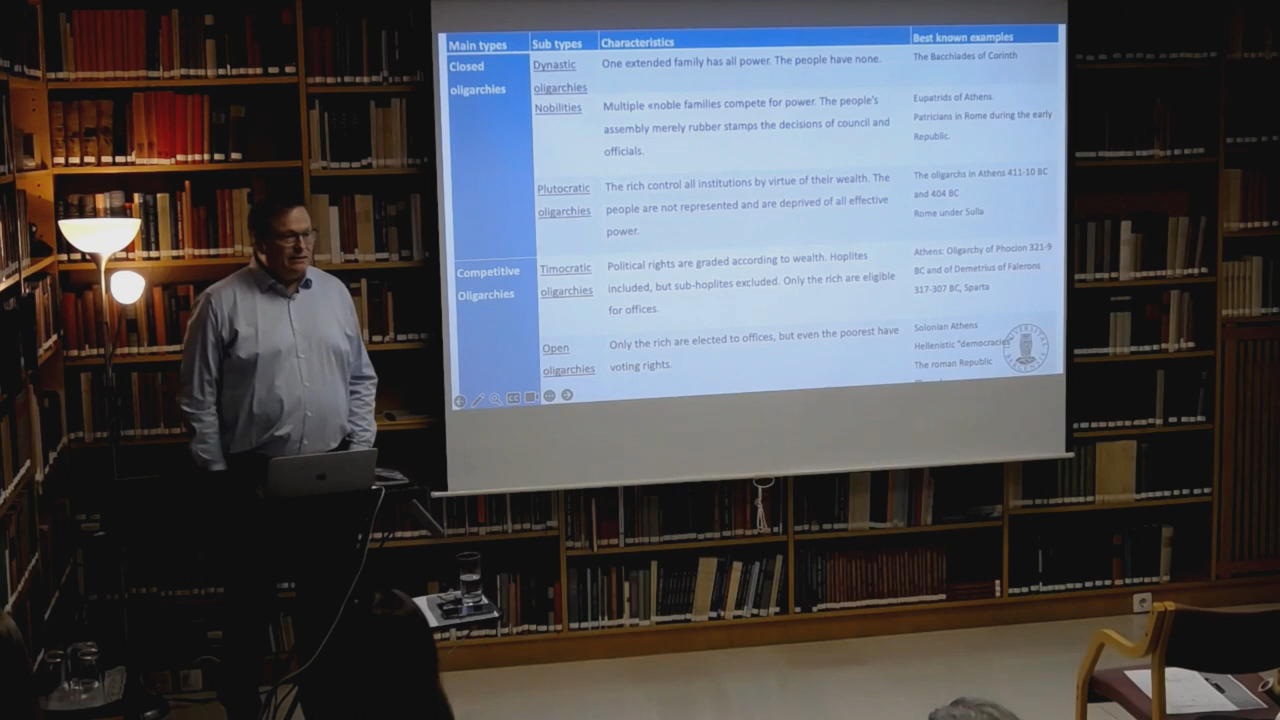 Main types Sub types Characteristics Best known examples
Closed oligarchies
Dynastic oligarchies
One extended family has all power. The people have none.
The Bacchiades of Corinth
Nobilities
Multiple «noble families compete for power. The people's
assembly merely rubber stamps the decisions of council and
officials.
Eupatrids of Athens.
Patricians in Rome during the early
Republic.
Plutocratic
oligarchies
The rich control all institutions by virtue of their wealth. The
people are not represented and are deprived of all effective
power.
The oligarchs in Athens 411-10 BC
and 404 BC
Rome under Sulla
Competitive
Oligarchies
Timocratic
oligarchies
Political rights are graded according to wealth. Hoplites
included, but sub-hoplites excluded. Only the rich are eligible
for offices.
Athens: Oligarchy of Phocion 321-9
BC and of Demetrius of Falerons
317-307 BC, Sparta
Open
oligarchies
Only the rich are elected to offices, but even the poorest have
voting rights.
Solonian Athens
Hellenistic "democracie
The roman Republic
CC